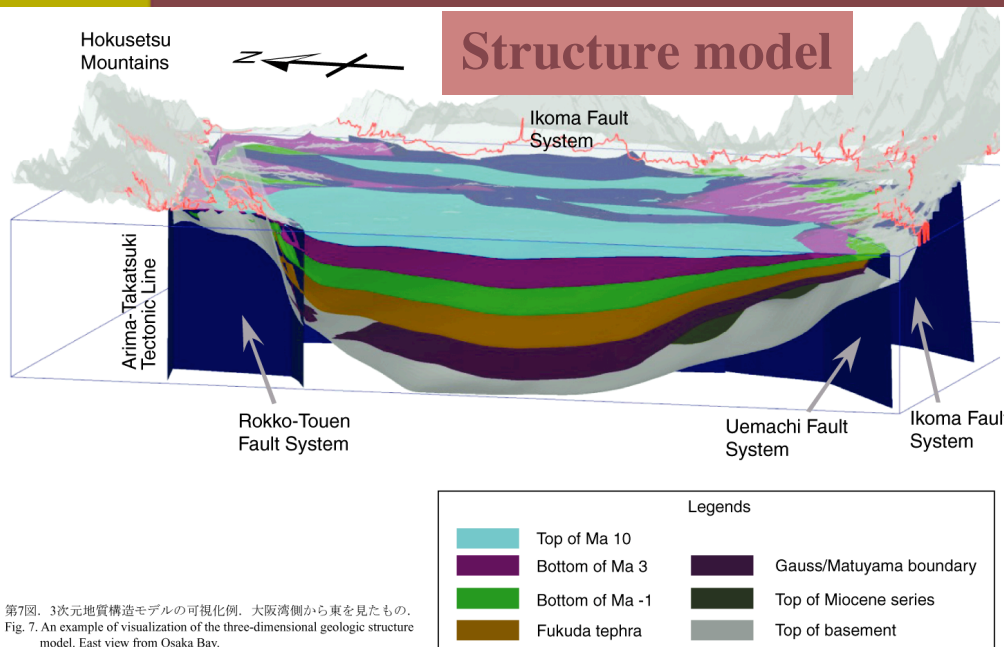 Structure model
Hokusetsu
Mountains
N
Ikoma Fault
System
Arima-Takatsuki
Tectonic Line
Rokko-Touen
Fault System
Uemachi Fault
System
Ikoma Faul
System
Legends
Top of Ma 10
Bottom of Ma 3
Bottom of Ma -1
Fukuda tephra
Gauss/Matuyama boundary
Top of Miocene series
Top of basement
第7図. 3次元地質構造モデルの可視化例. 大阪湾側から東を見たもの.
Fig. 7. An example of visualization of the three-dimensional geologic structure
model. East view from Osaka Bay.